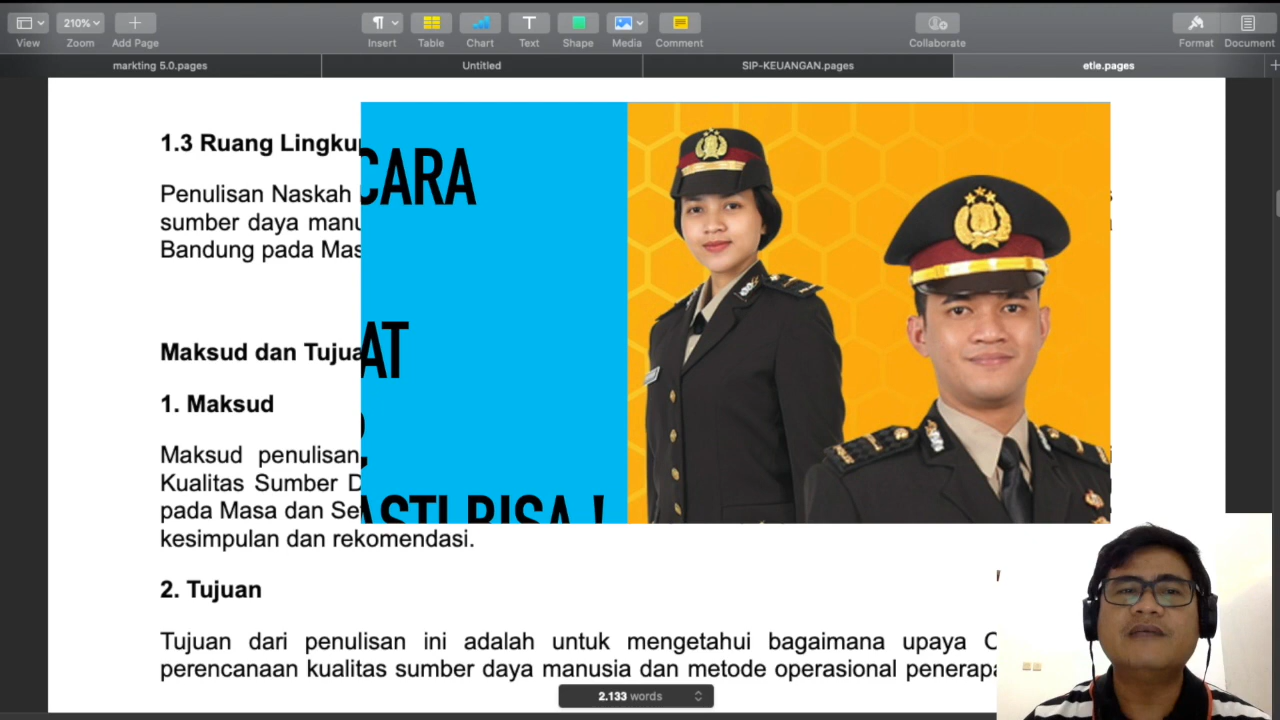 210%
View
Zoom
Add Page
Insert
Table
Chart
Text
Shape
Media
Comment
Collaborate
Format
Document
markting 5.0.pages
Untitled
SIP-KEUANGAN.pages
etie.pages
1.3 Ruang Lingku
Penulisan Naskah
sumber daya manu
Bandung pada Mas
CARA
AT
ASTI BISA !
Maksud dan Tujua
1. Maksud
Maksud penulisan
Kualitas Sumber D
pada Masa dan Se
kesimpulan dan rekomendasi.
2. Tujuan
Tujuan dari penulisan ini adalah untuk mengetahui bagaimana upaya
perencanaan kualitas sumber daya manusia dan metode operasional penerapa
2.133 words